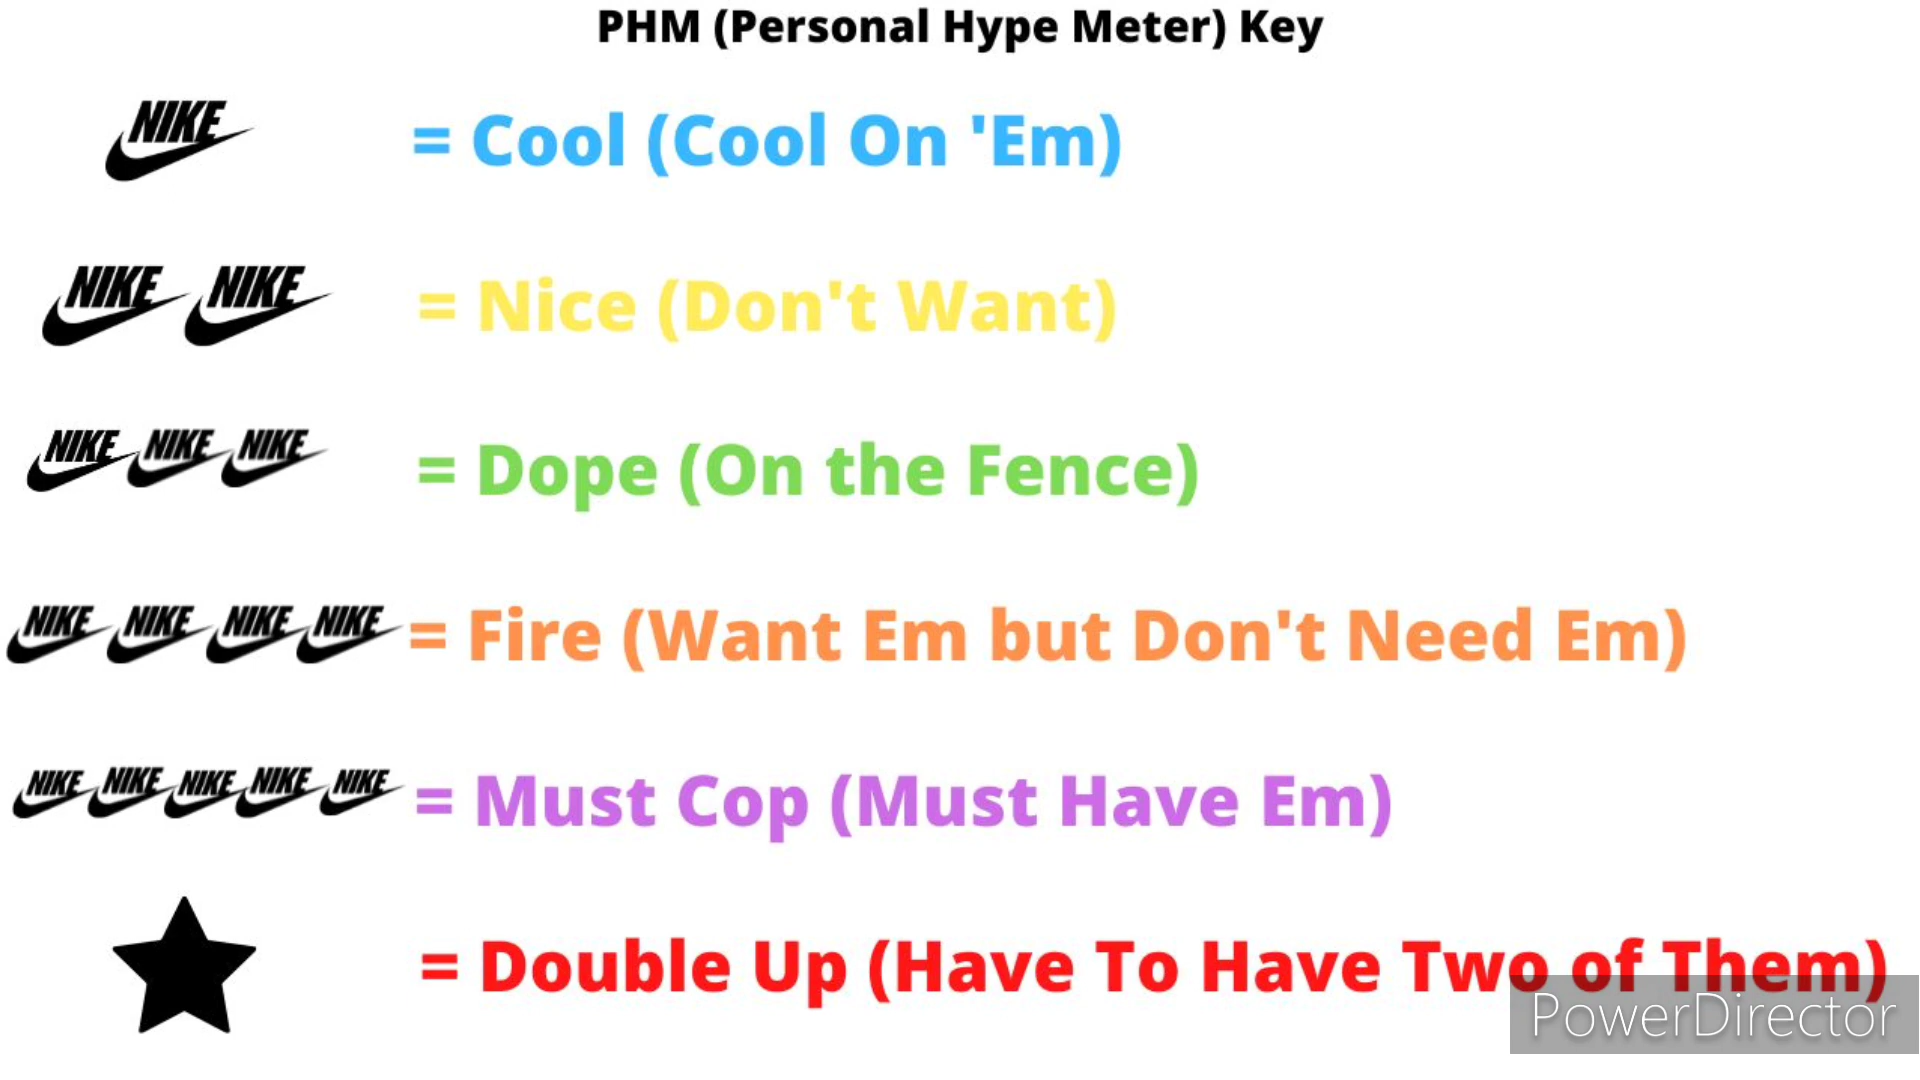 PHM (Personal Hype Meter) Key
NIKE = Cool (Cool On 'Em)
NIKE NIKE = Nice (Don't Want)
NIKE NIKE NIKE = Dope (On the Fence)
NIKE NIKE NIKE NIKE = Fire (Want Em but Don't Need Em)
NIKE NIKE NIKE NIKE NIKE = Must Cop (Must Have Em)
= Double Up (Have To Have Two of Them)
PowerDirector